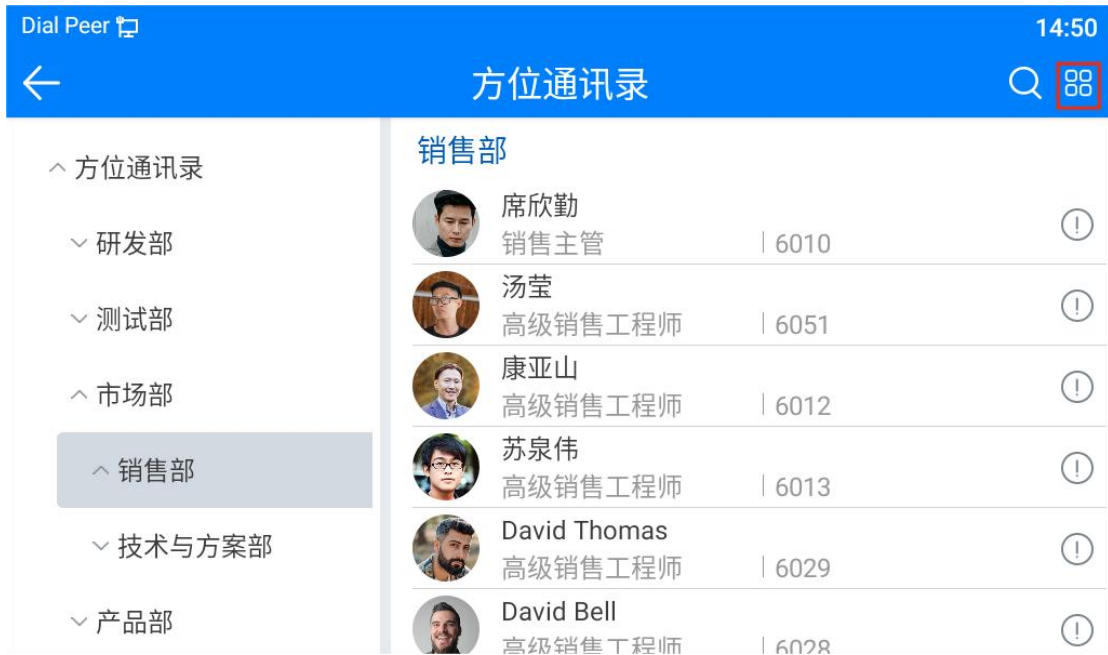 Dial Peer
14:50
方位通讯录
方位通讯录
研发部
测试部
市场部
销售部
技术与方案部
产品部
销售部
席欣勤
销售主管 | 6010
汤莹
高级销售工程师 | 6051
康亚山
高级销售工程师 | 6012
苏泉伟
高级销售工程师 | 6013
David Thomas
高级销售工程师 | 6029
David Bell
高级销售工程师 | 6028